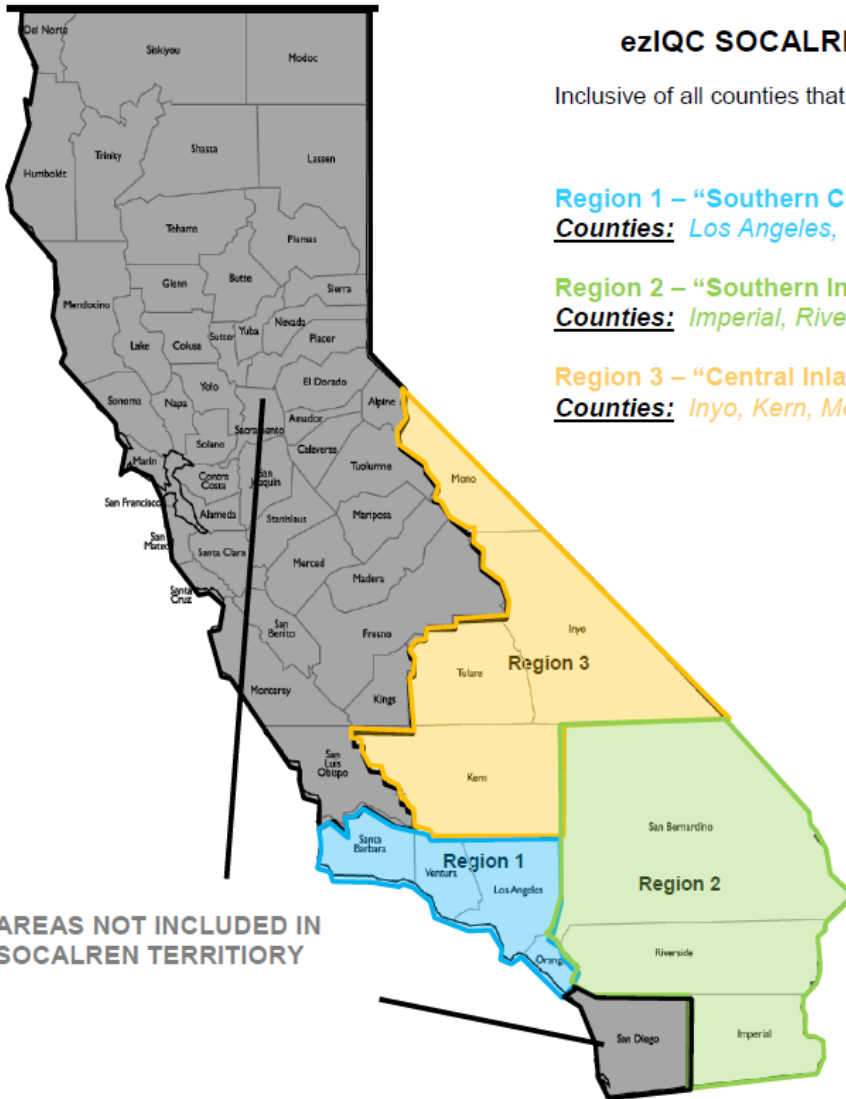 ezIQC SOCALRE
Inclusive of all counties that
Region 1 – “Southern C
Counties: Los Angeles,
Region 2 – “Southern In
Counties: Imperial, Rive
Region 3 – “Central Inla
Counties: Inyo, Kern, Mo
Del Norte
Siskiyou
Modoc
Humboldt
Trinity
Shasta
Lassen
Tehama
Plumas
Mendocino
Glenn
Butte
Sierra
Lake
Colusa
Sutter
Yuba
Nevada
Placer
Sonoma
Napa
Yolo
El Dorado
Alpine
Sacramento
Amador
Solano
Calaveras
Marin
Contra
Costa
San
Joaquin
Tuolumne
Mono
San Francisco
Alameda
Stanislaus
Mariposa
San
Mateo
Santa Clara
Merced
Madera
Santa
Cruz
San
Benito
Fresno
Inyo
Tulare
Region 3
Monterey
Kings
San
Luis
Obispo
Kern
San Bernardino
Santa
Barbara
Ventura
Region 1
Los Angeles
Region 2
Orang
Riverside
San Diego
Imperial
AREAS NOT INCLUDED IN
SOCALREN TERRITIORY